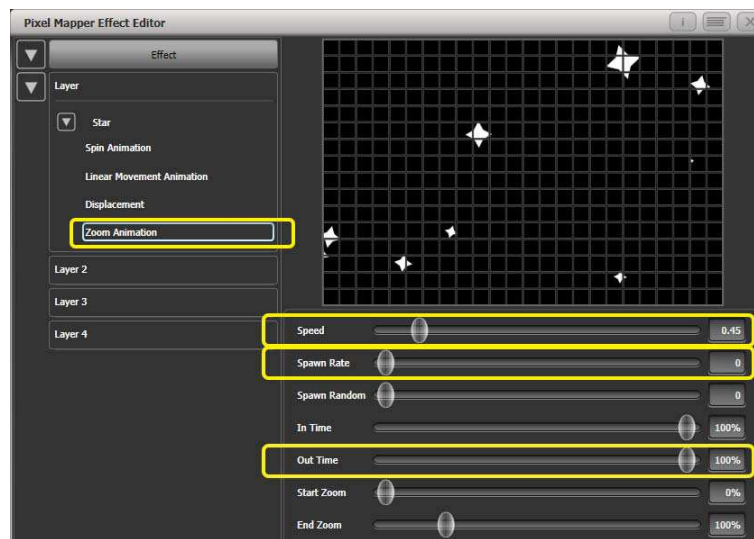 Pixel Mapper Effect Editor
Effect
Layer
Star
Spin Animation
Linear Movement Animation
Displacement
Zoom Animation
Layer 2
Layer 3
Layer 4
Speed 0.45
Spawn Rate 0
Spawn Random 0
In Time 100%
Out Time 100%
Start Zoom 0%
End Zoom 100%